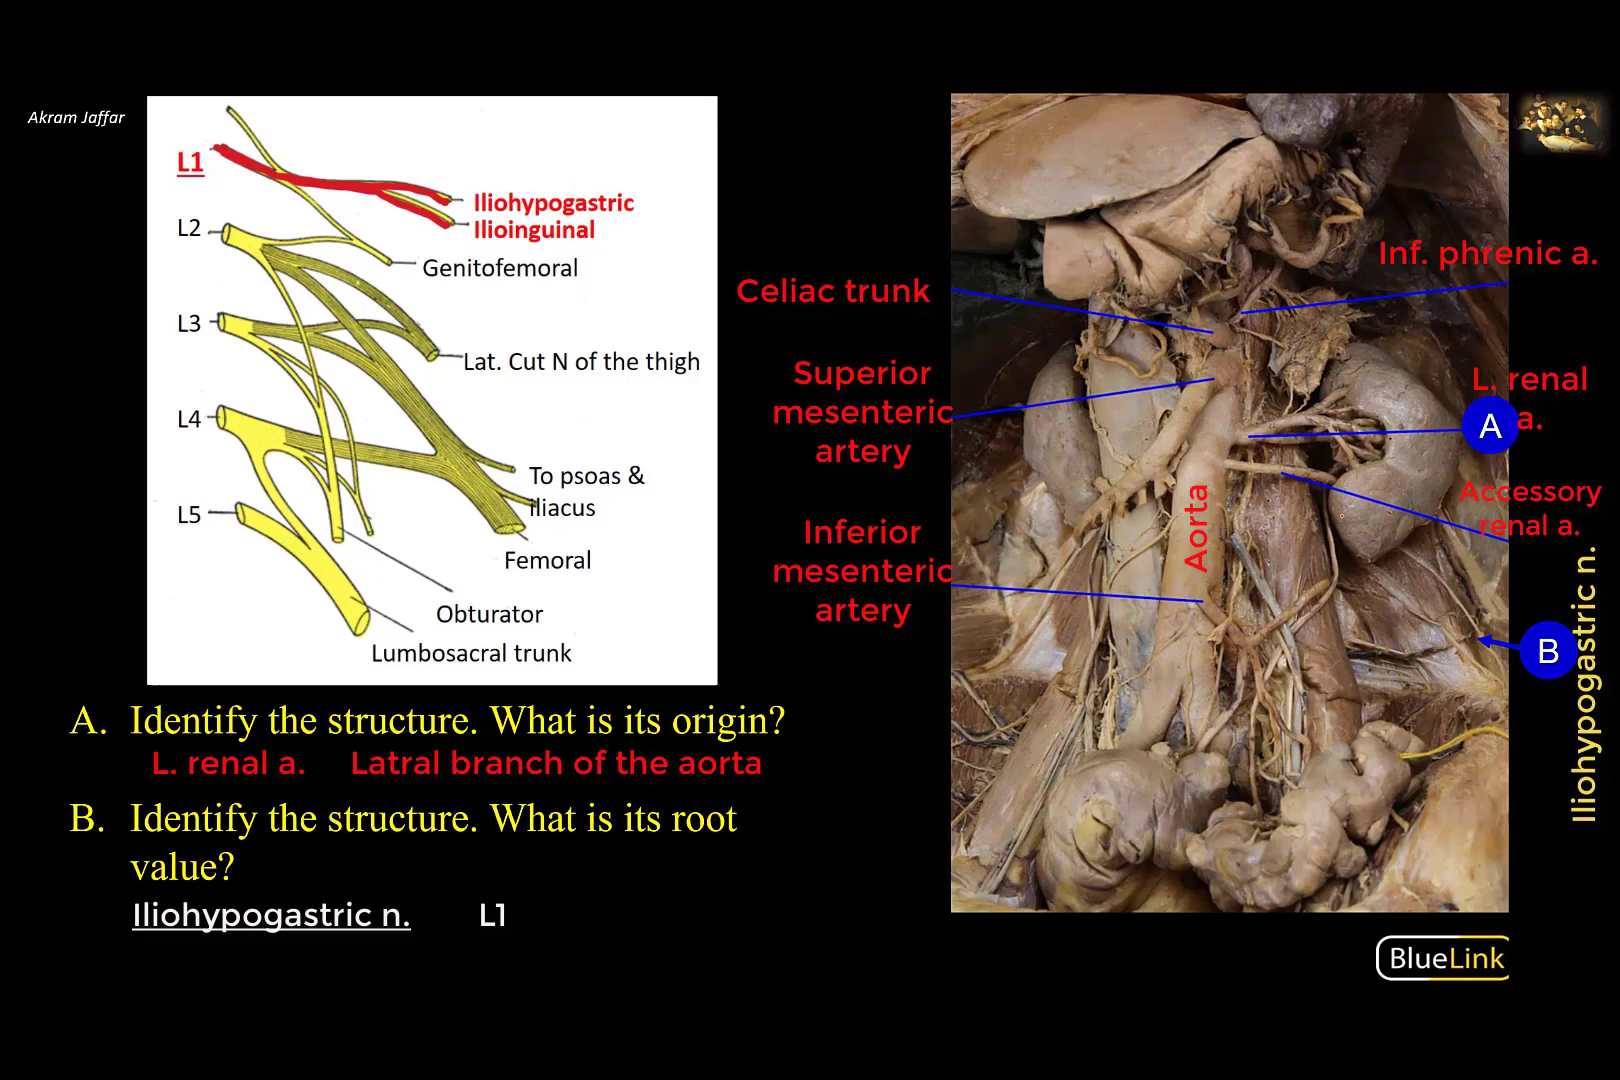 Akram Jaffar
L1
Iliohypogastric
Ilioinguinal
L2
Genitofemoral
L3
Lat. Cut N of the thigh
L4
To psoas &
iliacus
L5
Femoral
Obturator
Lumbosacral trunk
Celiac trunk
Superior
mesenteric
artery
Inferior
mesenteric
artery
Aorta
Inf. phrenic a.
L. renal
a.
A
Accessory
renal a.
B
Iliohypogastric n.
A. Identify the structure. What is its origin?
L. renal a. Latral branch of the aorta
B. Identify the structure. What is its root
value?
Iliohypogastric n. L1
BlueLink